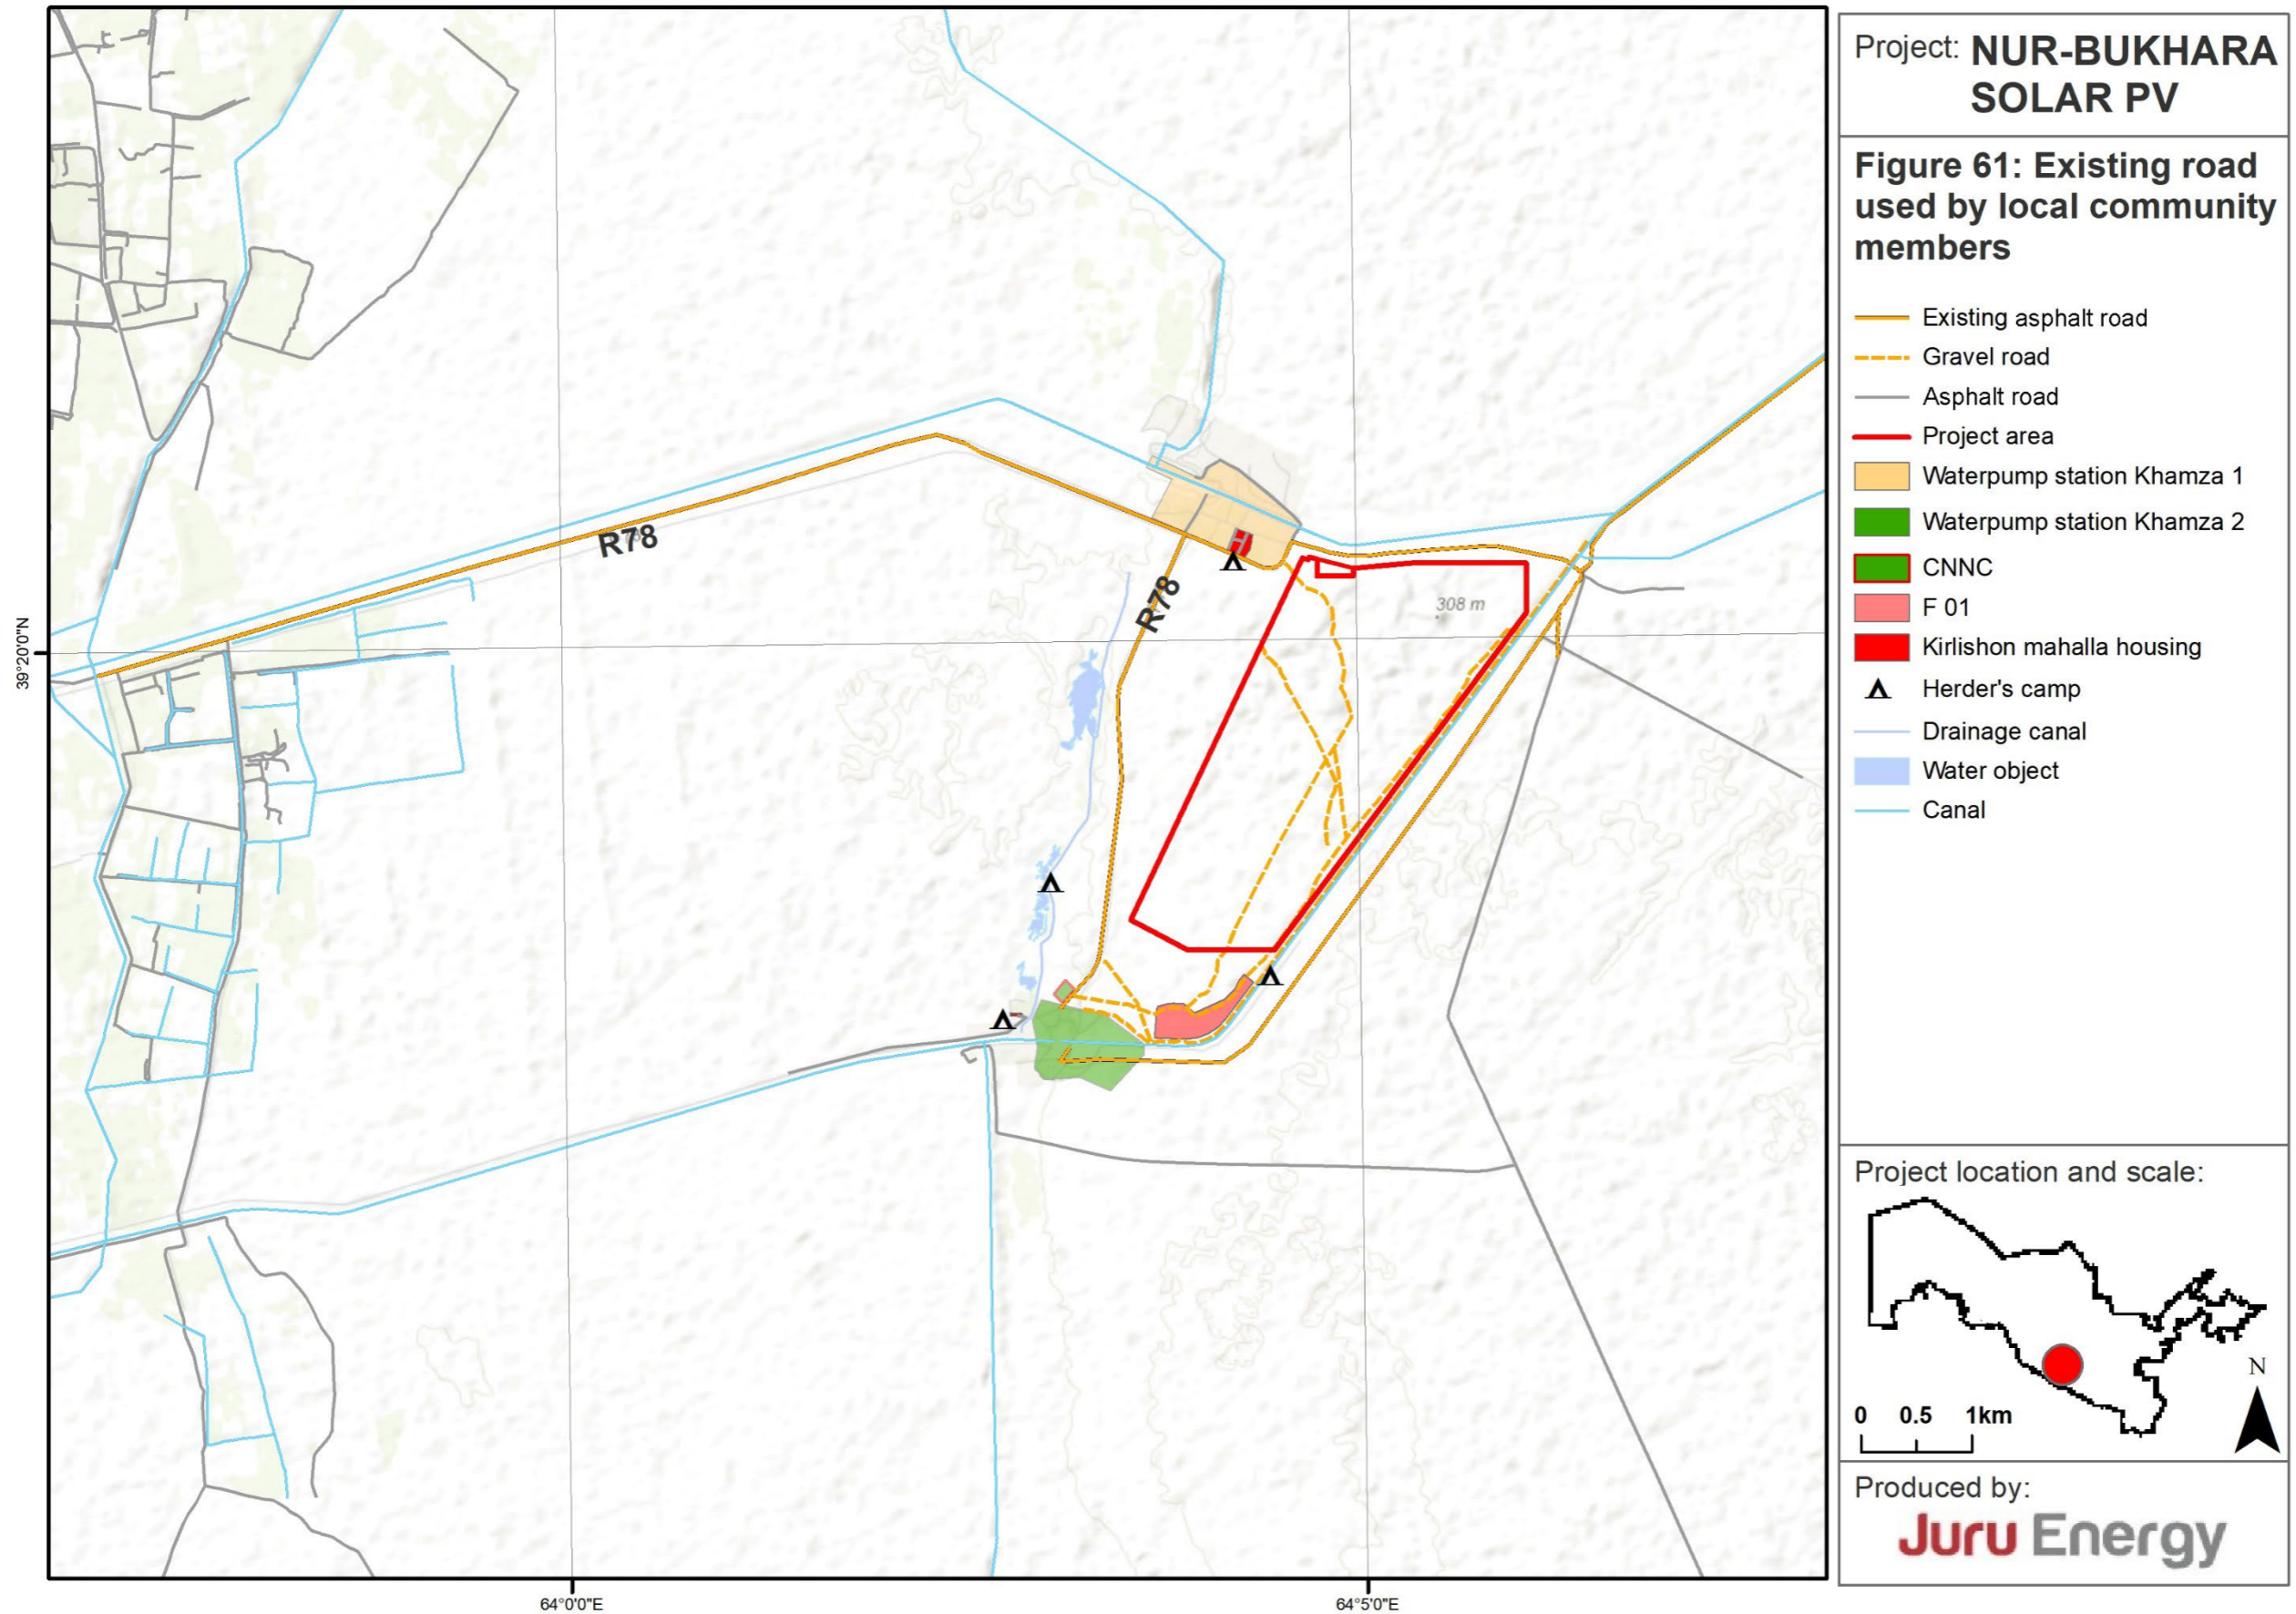 R78
R78
308 m
39°20'0"N
64°0'0"E
64°5'0"E
Project: NUR-BUKHARA
SOLAR PV
Figure 61: Existing road
used by local community
members
Existing asphalt road
Gravel road
Asphalt road
Project area
Waterpump station Khamza 1
Waterpump station Khamza 2
CNNC
F 01
Kirlishon mahalla housing
Herder's camp
Drainage canal
Water object
Canal
Project location and scale:
N
0 0.5 1km
Produced by:
Juru Energy